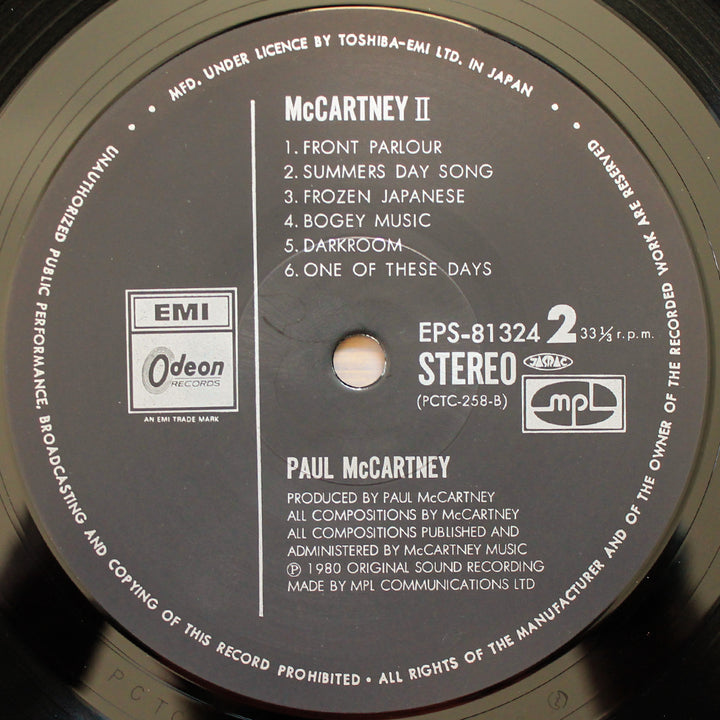 MFD. UNDER LICENCE BY TOSHIBA-EMI LTD. IN JAPAN
McCARTNEY II
1. FRONT PARLOUR
2. SUMMERS DAY SONG
3. FROZEN JAPANESE
4. BOGEY MUSIC
5. DARKROOM
6. ONE OF THESE DAYS
EMI
Odeon
RECORDS
AN EMI TRADE MARK
EPS-81324 2 33 1/3 r.p.m.
STEREO JASRAC
(PCTC-258-B)
mpl
PAUL McCARTNEY
PRODUCED BY PAUL McCARTNEY
ALL COMPOSITIONS BY McCARTNEY
ALL COMPOSITIONS PUBLISHED AND
ADMINISTERED BY McCARTNEY MUSIC
Ⓟ 1980 ORIGINAL SOUND RECORDING
MADE BY MPL COMMUNICATIONS LTD
UNAUTHORIZED PUBLIC PERFORMANCE, BROADCASTING AND COPYING OF THIS RECORD PROHIBITED • ALL RIGHTS OF THE MANUFACTURER AND OF THE OWNER OF THE RECORDED WORK ARE RESERVED
PCTC